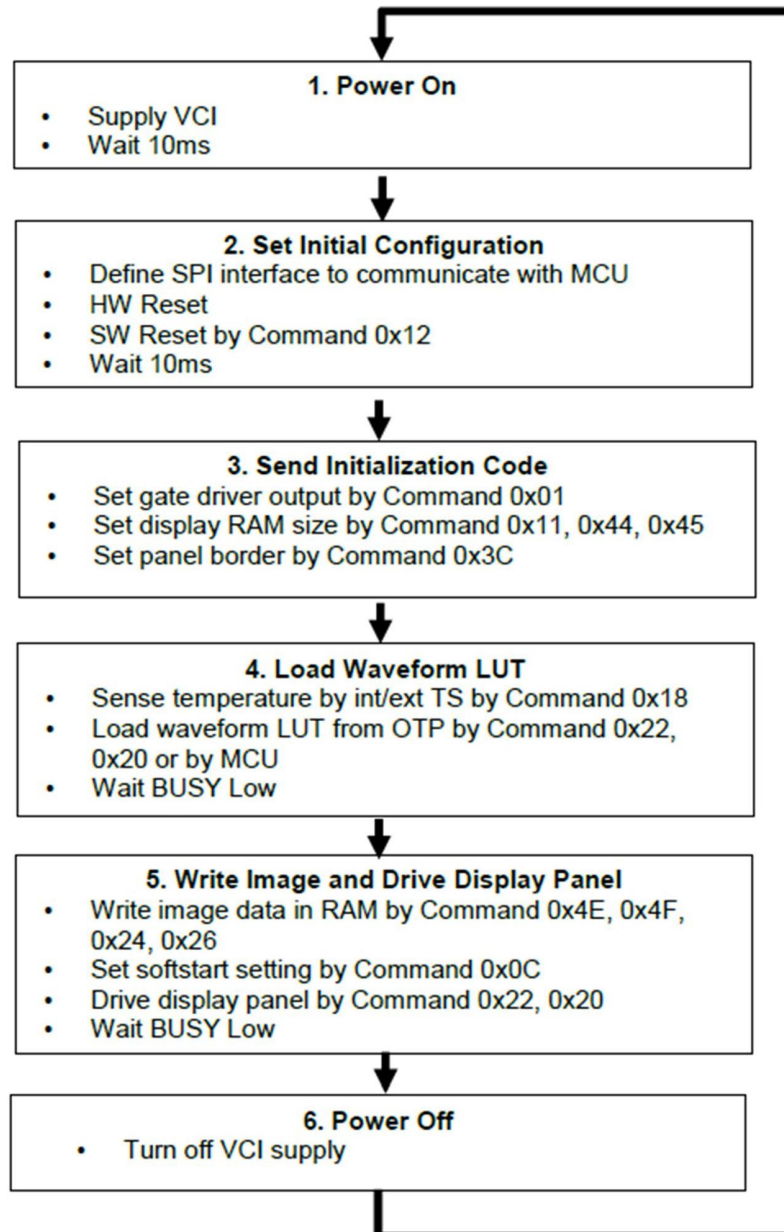 1. Power On
• Supply VCI
• Wait 10ms
2. Set Initial Configuration
• Define SPI interface to communicate with MCU
• HW Reset
• SW Reset by Command 0x12
• Wait 10ms
3. Send Initialization Code
• Set gate driver output by Command 0x01
• Set display RAM size by Command 0x11, 0x44, 0x45
• Set panel border by Command 0x3C
4. Load Waveform LUT
• Sense temperature by int/ext TS by Command 0x18
• Load waveform LUT from OTP by Command 0x22,
0x20 or by MCU
• Wait BUSY Low
5. Write Image and Drive Display Panel
• Write image data in RAM by Command 0x4E, 0x4F,
0x24, 0x26
• Set softstart setting by Command 0x0C
• Drive display panel by Command 0x22, 0x20
• Wait BUSY Low
6. Power Off
• Turn off VCI supply